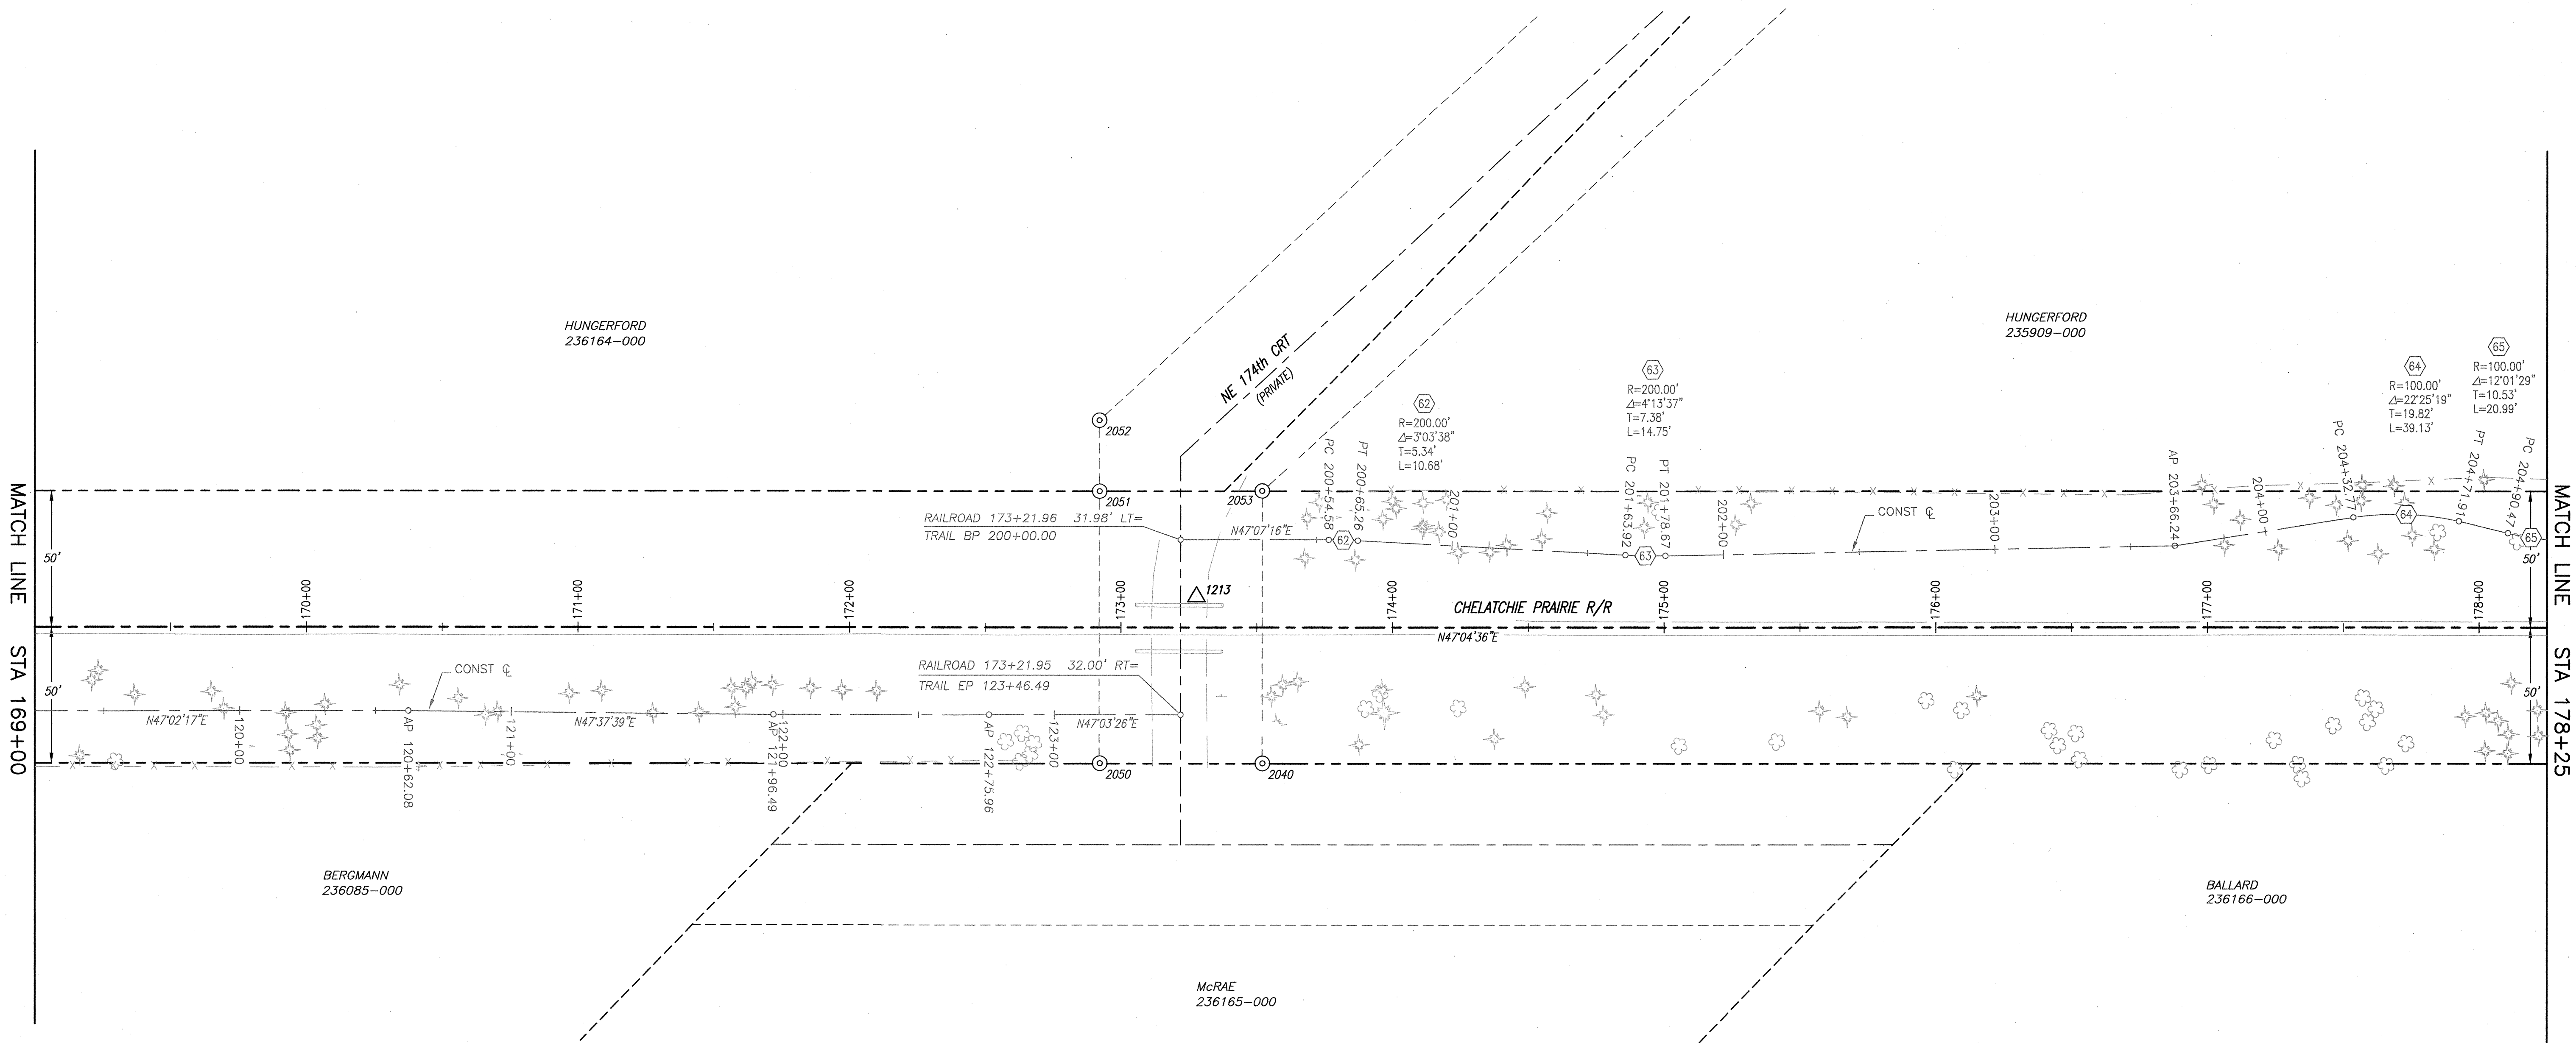 HUNGERFORD
236164-000
HUNGERFORD
235909-000
NE 174th CRT
(PRIVATE)
62
R=200.00'
Δ=3°03'38"
T=5.34'
L=10.68'
63
R=200.00'
Δ=4°13'37"
T=7.38'
L=14.75'
64
R=100.00'
Δ=22°25'19"
T=19.82'
L=39.13'
65
R=100.00'
Δ=12°01'29"
T=10.53'
L=20.99'
2052
2051
2053
PC 200+54.58
PT 200+65.26
201+00
PC 201+63.92
PT 201+78.67
202+00
CONST ℄
203+00
AP 203+66.24
204+00
PC 204+32.77
PT 204+71.91
PC 204+90.47
62
63
64
65
RAILROAD 173+21.96 31.98' LT=
TRAIL BP 200+00.00
N47°07'16"E
MATCH LINE STA 169+00
MATCH LINE STA 178+25
50'
50'
50'
50'
170+00
171+00
172+00
173+00
174+00
175+00
176+00
177+00
178+00
1213
CHELATCHIE PRAIRIE R/R
N47°04'36"E
RAILROAD 173+21.95 32.00' RT=
TRAIL EP 123+46.49
CONST ℄
N47°02'17"E
120+00
AP 120+62.08
121+00
N47°37'39"E
AP 121+96.49
122+00
AP 122+75.96
123+00
N47°03'26"E
2050
2040
BERGMANN
236085-000
BALLARD
236166-000
McRAE
236165-000